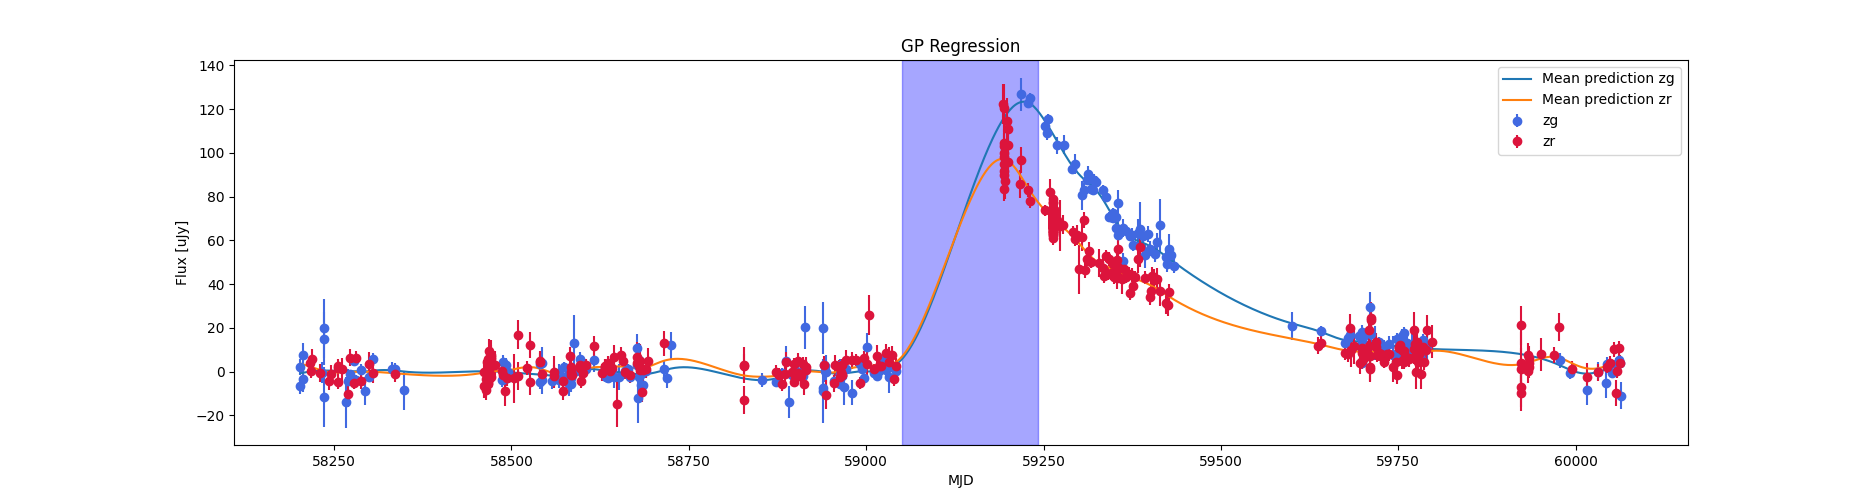 GP Regression
Flux [uJy]
140
120
100
80
60
40
20
0
−20
58250
58500
58750
59000
59250
59500
59750
60000
MJD
Mean prediction zg
Mean prediction zr
zg
zr